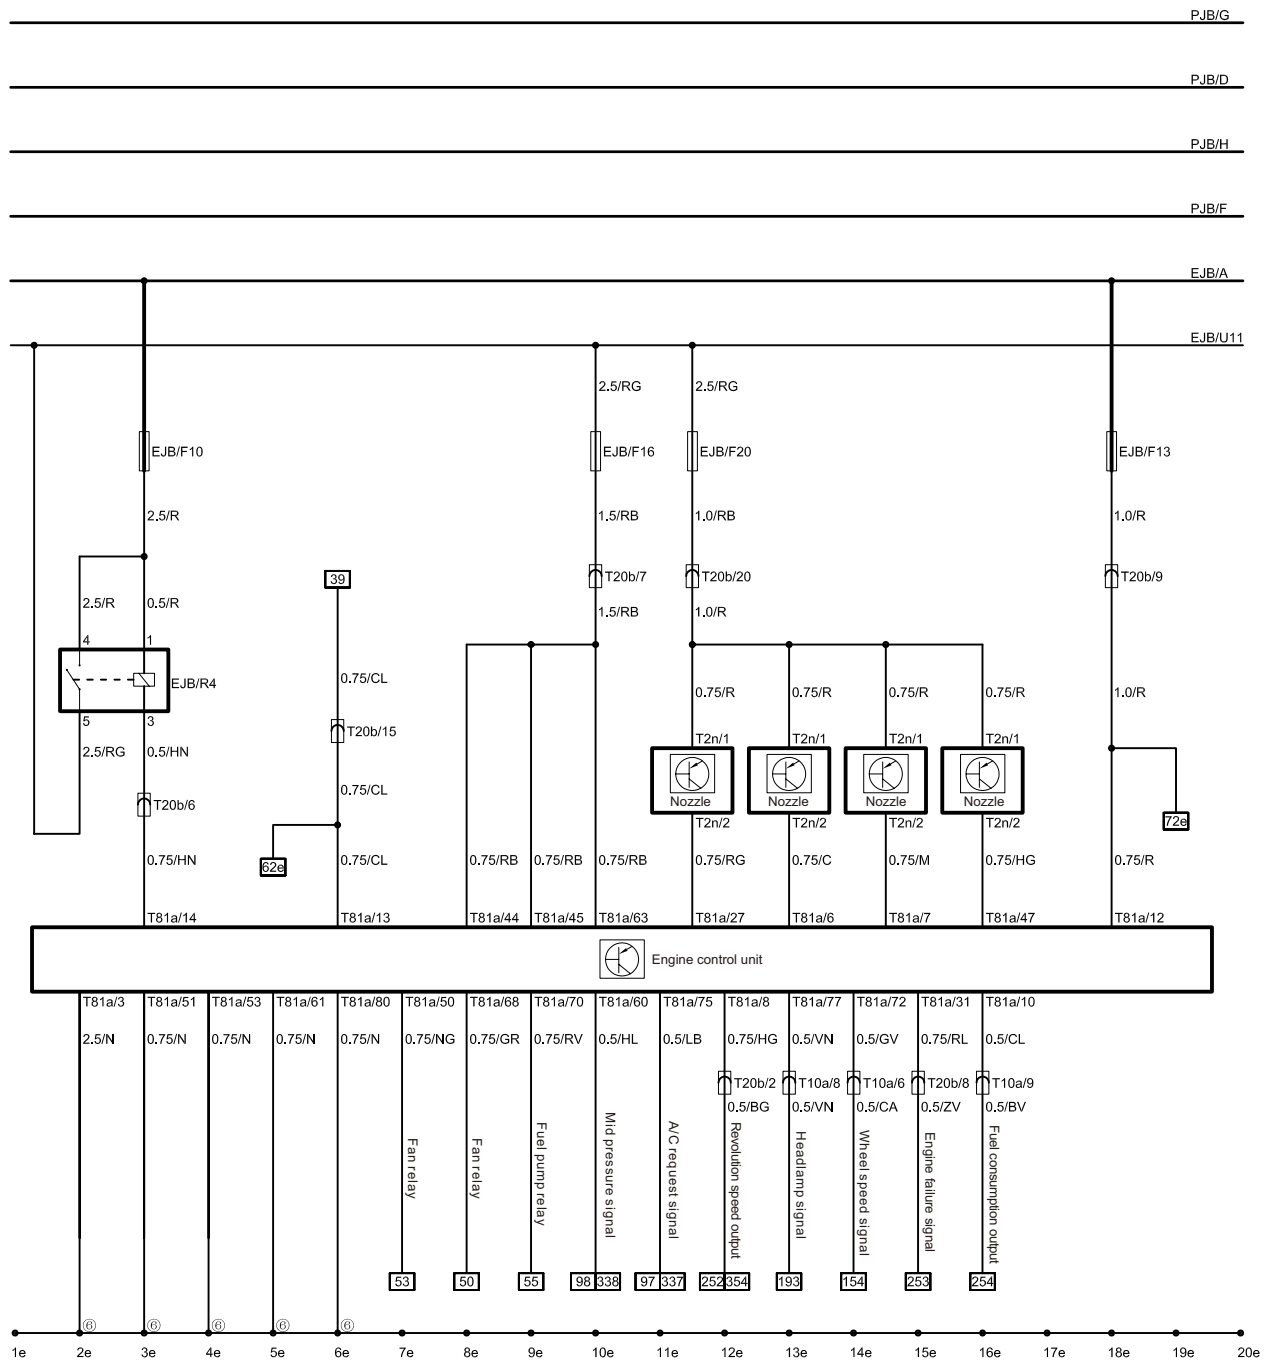 PJB/G
PJB/D
PJB/H
PJB/F
EJB/A
EJB/U11
2.5/RG 2.5/RG
EJB/F10 EJB/F16 EJB/F20 EJB/F13
2.5/R 1.5/RB 1.0/RB 1.0/R
39 T20b/7 T20b/20 T20b/9
2.5/R 0.5/R 1.5/RB 1.0/R
4 1
EJB/R4 0.75/CL 0.75/R 0.75/R 0.75/R 0.75/R 1.0/R
5 3 T20b/15
T2n/1 T2n/1 T2n/1 T2n/1
2.5/RG 0.5/HN
0.75/CL
Nozzle Nozzle Nozzle Nozzle
T20b/6
T2n/2 T2n/2 T2n/2 T2n/2 72e
62e
0.75/HN 0.75/CL 0.75/RB 0.75/RB 0.75/RB 0.75/RG 0.75/C 0.75/M 0.75/HG 0.75/R
T81a/14 T81a/13 T81a/44 T81a/45 T81a/63 T81a/27 T81a/6 T81a/7 T81a/47 T81a/12
Engine control unit
T81a/3 T81a/51 T81a/53 T81a/61 T81a/80 T81a/50 T81a/68 T81a/70 T81a/60 T81a/75 T81a/8 T81a/77 T81a/72 T81a/31 T81a/10
2.5/N 0.75/N 0.75/N 0.75/N 0.75/N 0.75/NG 0.75/GR 0.75/RV 0.5/HL 0.5/LB 0.75/HG 0.5/VN 0.5/GV 0.75/RL 0.5/CL
T20b/2 T10a/8 T10a/6 T20b/8 T10a/9
0.5/BG 0.5/VN 0.5/CA 0.5/ZV 0.5/BV
Fan relay
Fan relay
Fuel pump relay
Mid pressure signal
A/C request signal
Revolution speed output
Headlamp signal
Wheel speed signal
Engine failure signal
Fuel consumption output
53 50 55 98 338 97 337 252 354 193 154 253 254
⑥ ⑥ ⑥ ⑥ ⑥
1e 2e 3e 4e 5e 6e 7e 8e 9e 10e 11e 12e 13e 14e 15e 16e 17e 18e 19e 20e